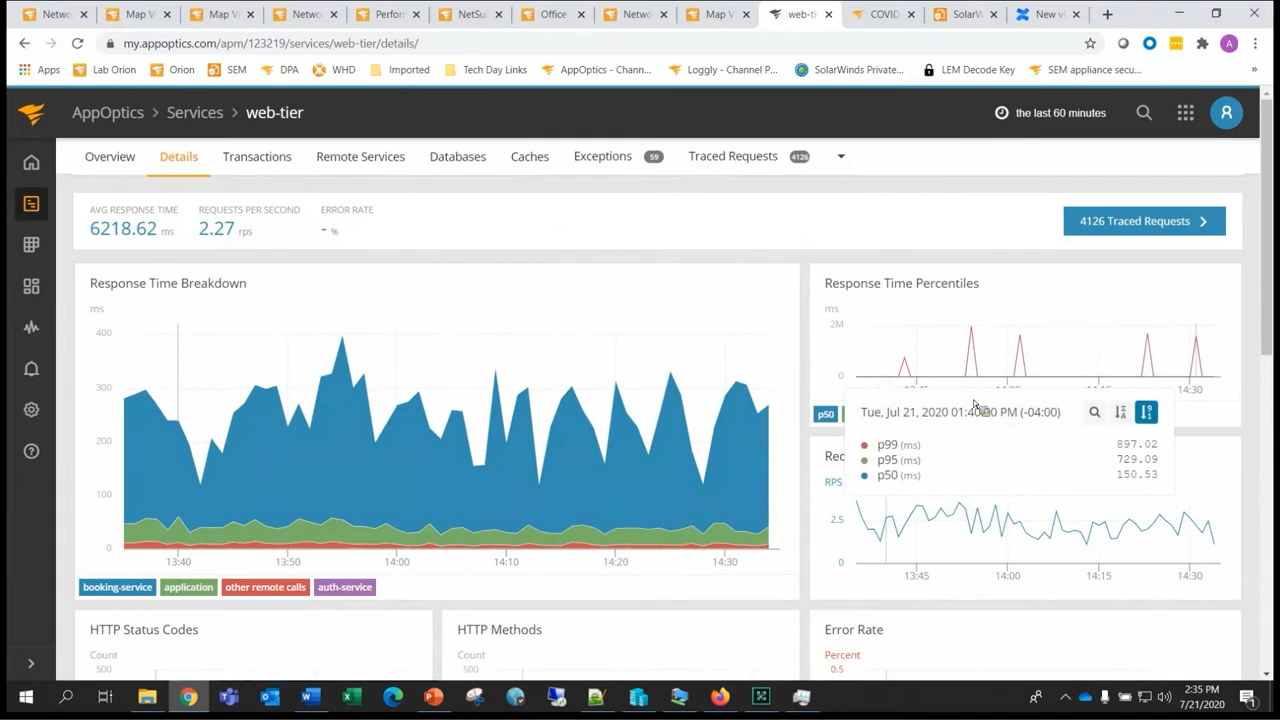 Netwo
Map V
Map V
Netwo
Perfor
NetSu
Office
Netwo
Map V
web-ti
COVID
SolarW
New v
my.appoptics.com/apm/123219/services/web-tier/details/
A
Apps
Lab Orion
Orion
SEM
DPA
WHD
Imported
Tech Day Links
AppOptics - Chann...
Loggly - Channel P...
SolarWinds Private...
LEM Decode Key
SEM appliance secu...
»
AppOptics > Services > web-tier
the last 60 minutes
Overview
Details
Transactions
Remote Services
Databases
Caches
Exceptions 59
Traced Requests 4126
AVG RESPONSE TIME
6218.62 ms
REQUESTS PER SECOND
2.27 rps
ERROR RATE
- %
4126 Traced Requests
Response Time Breakdown
ms
400
300
200
100
0
13:40
13:50
14:00
14:10
14:20
14:30
booking-service
application
other remote calls
auth-service
Response Time Percentiles
ms
2M
0
14:30
p50
Tue, Jul 21, 2020 01:40 PM (-04:00)
p99 (ms) 897.02
p95 (ms) 729.09
p50 (ms) 150.53
Req
RPS
2.5
0
13:45
14:00
14:15
14:30
HTTP Status Codes
Count
500
HTTP Methods
Count
500
Error Rate
Percent
0.5
2:35 PM
7/21/2020
1